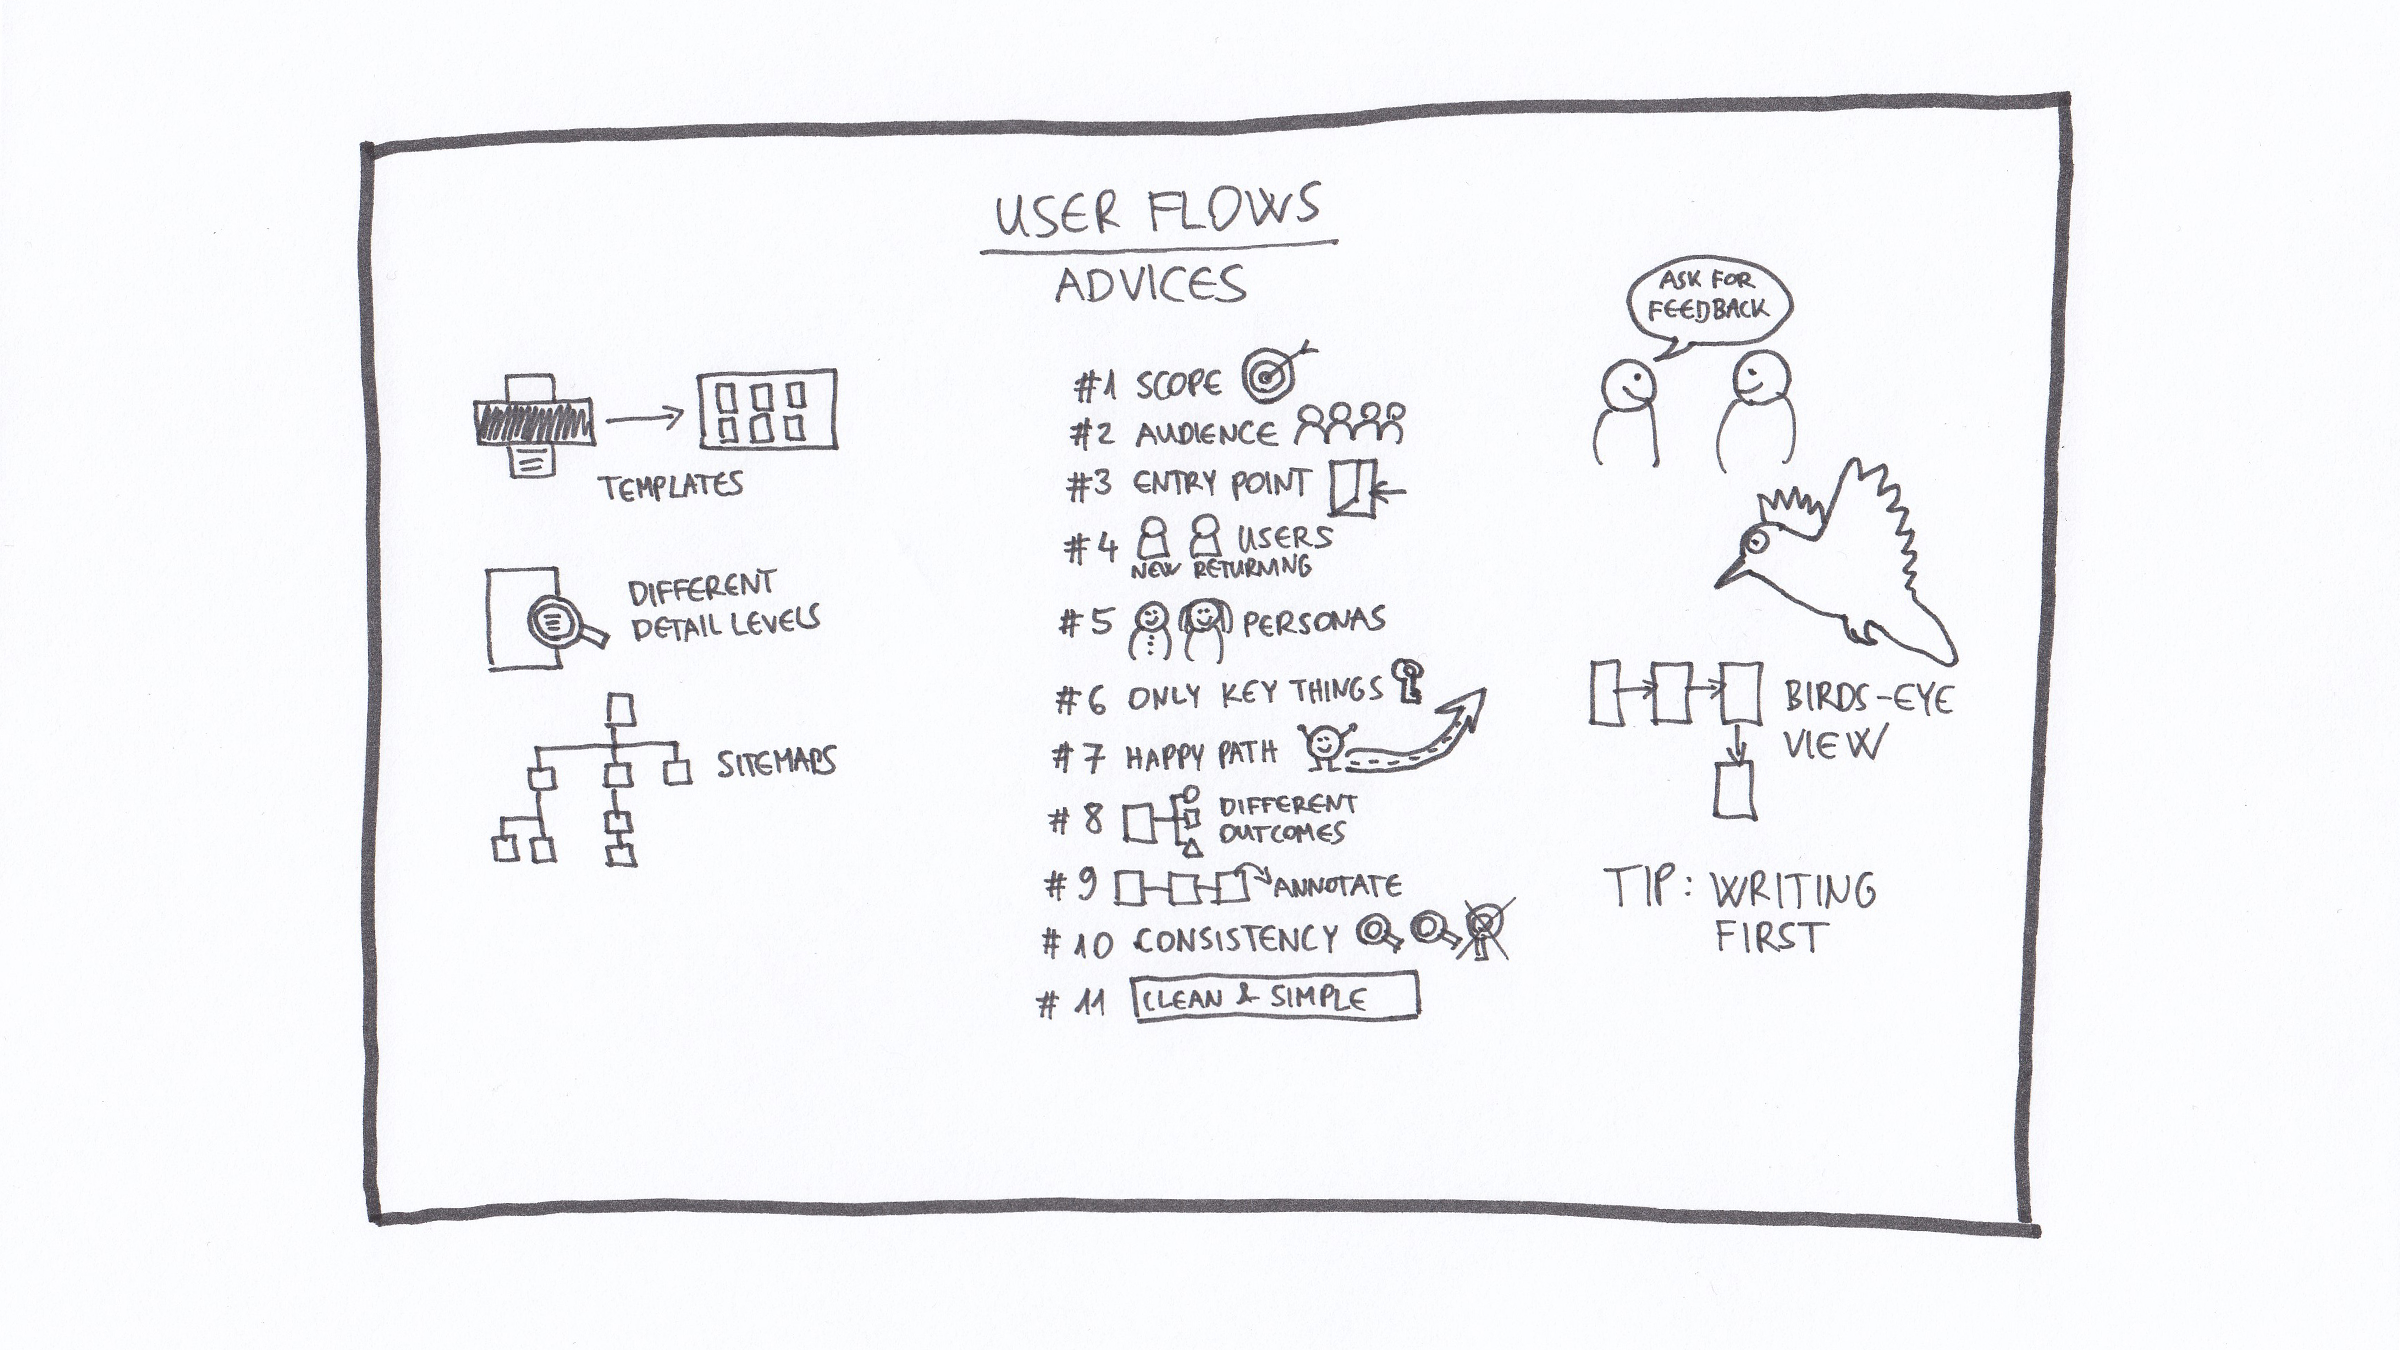 USER FLOWS
ADVICES
TEMPLATES
DIFFERENT
DETAIL LEVELS
SITEMAPS
#1 SCOPE
#2 AUDIENCE
#3 ENTRY POINT
#4 USERS
NEW RETURNING
#5 PERSONAS
#6 ONLY KEY THINGS
#7 HAPPY PATH
#8 DIFFERENT
OUTCOMES
#9 ANNOTATE
#10 CONSISTENCY
#11 CLEAN & SIMPLE
ASK FOR
FEEDBACK
BIRDS-EYE
VIEW
TIP: WRITING
FIRST